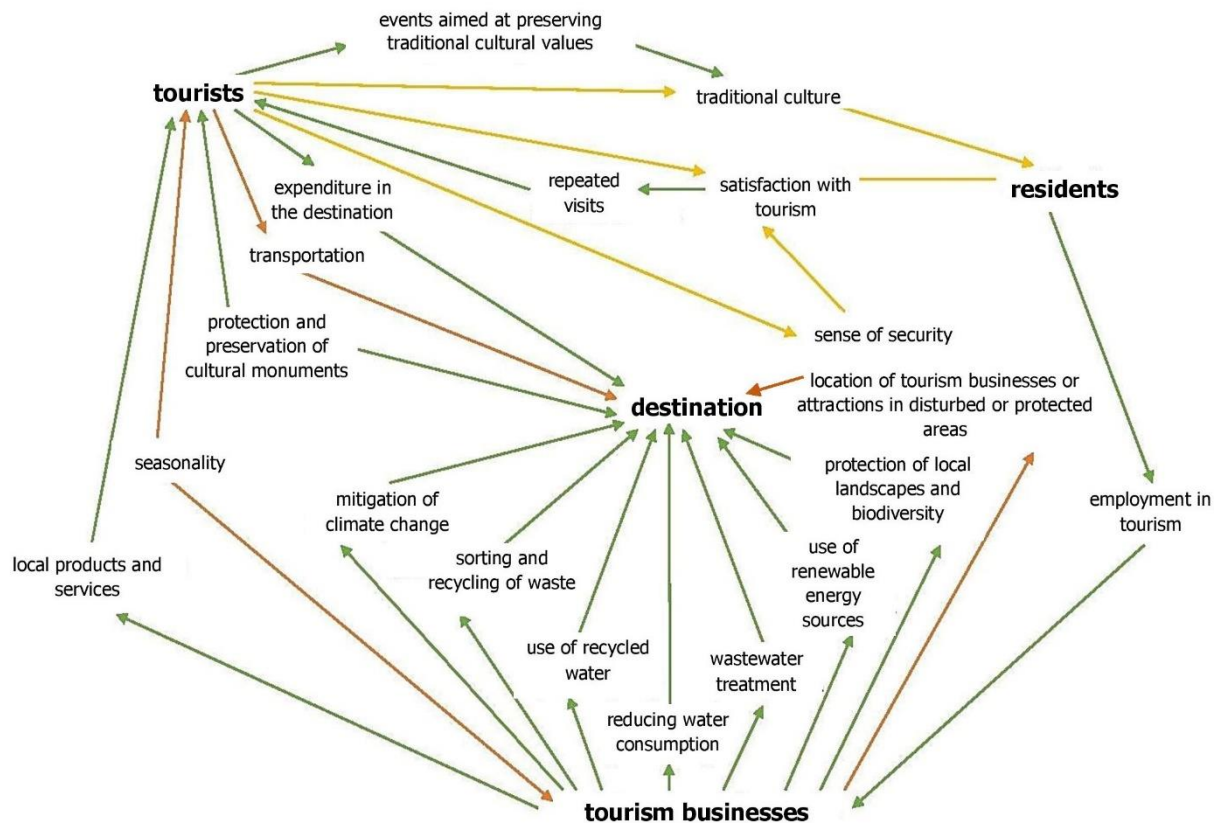 events aimed at preserving
traditional cultural values
tourists
traditional culture
expenditure in
the destination
repeated
visits
satisfaction with
tourism
residents
transportation
protection and
preservation of
cultural monuments
sense of security
location of tourism businesses or
attractions in disturbed or protected
areas
destination
seasonality
mitigation of
climate change
protection of local
landscapes and
biodiversity
employment in
tourism
local products and
services
sorting and
recycling of waste
use of
renewable
energy
sources
use of recycled
water
wastewater
treatment
reducing water
consumption
tourism businesses